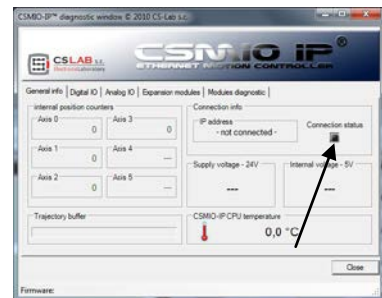 CSMIO-IP™ diagnostic window © 2010 CS-Lab s.c.
CSLAB s.c.
Electronic Laboratory
CSMIO IP®
ETHERNET MOTION CONTROLLER
General info | Digital IO | Analog IO | Expansion modules | Modules diagnostic
Internal position counters
Axis 0
0
Axis 3
0
Axis 1
0
Axis 4
---
Axis 2
0
Axis 5
---
Trajectory buffer
Connection info
IP address
- not connected -
Connection status
Supply voltage - 24V
---
Internal voltage - 5V
---
CSMIO-IP CPU temperature
0,0 °C
Close
Firmware: